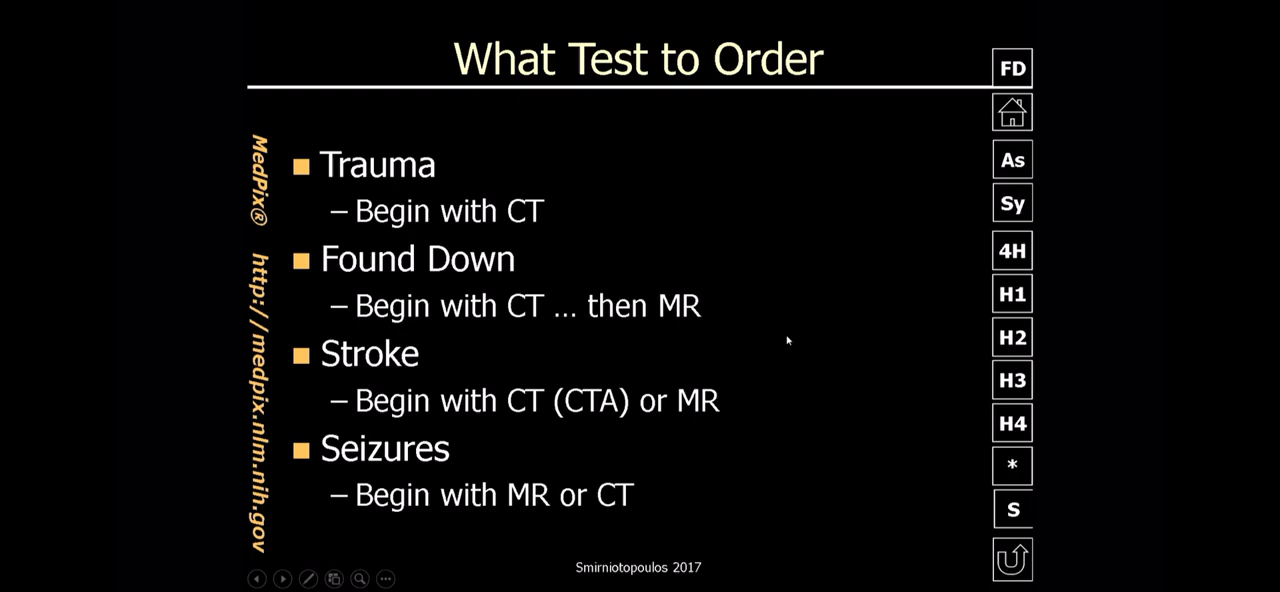 What Test to Order
Trauma
– Begin with CT
Found Down
– Begin with CT ... then MR
Stroke
– Begin with CT (CTA) or MR
Seizures
– Begin with MR or CT
Smirniotopoulos 2017
MedPix® http://medpix.nlm.nih.gov
FD
As
Sy
4H
H1
H2
H3
H4
*
S